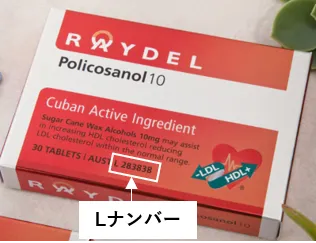 RAYDEL
Policosanol10
Cuban Active Ingredient
Sugar Cane Wax Alcohols 10mg may assist
in increasing HDL cholesterol reducing
LDL cholesterol within the normal range.
30 TABLETS | AUST L 283838
-LDL
HDL+
RAYDEL
Lナンバー